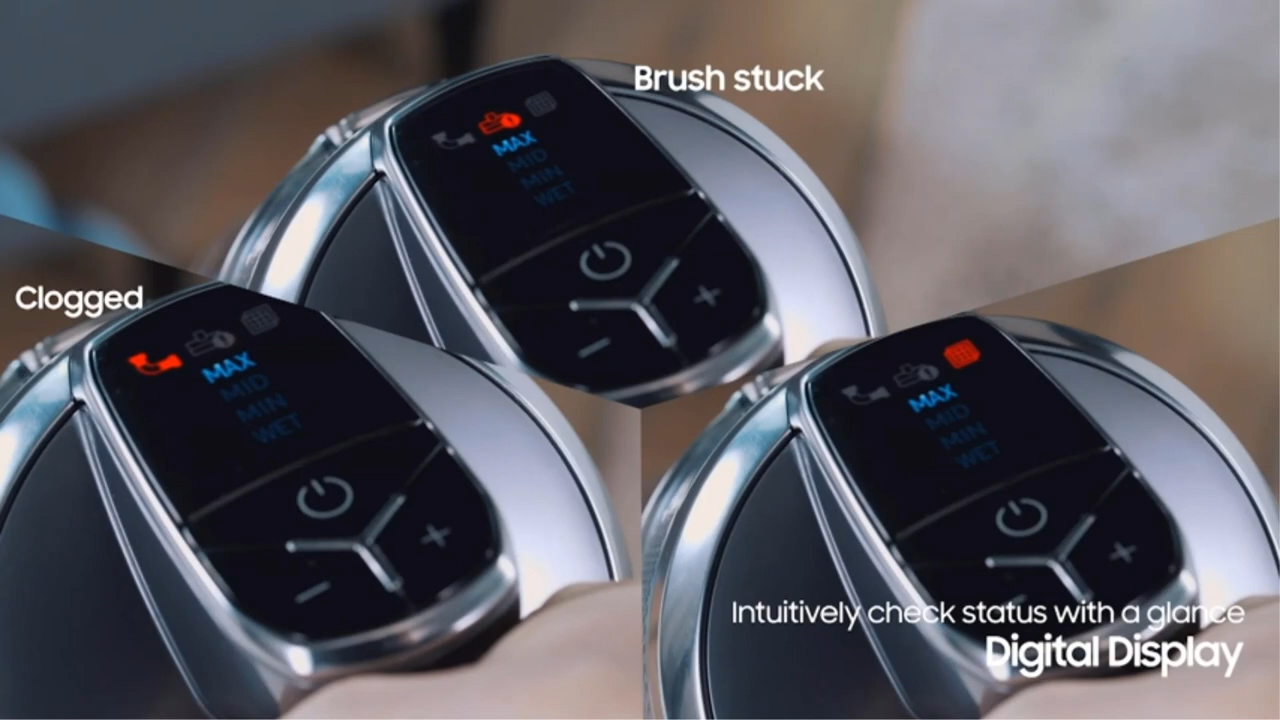 Brush stuck
MAX
MID
MIN
WET
Clogged
MAX
MID
MIN
WET
MAX
MID
MIN
WET
Intuitively check status with a glance
Digital Display